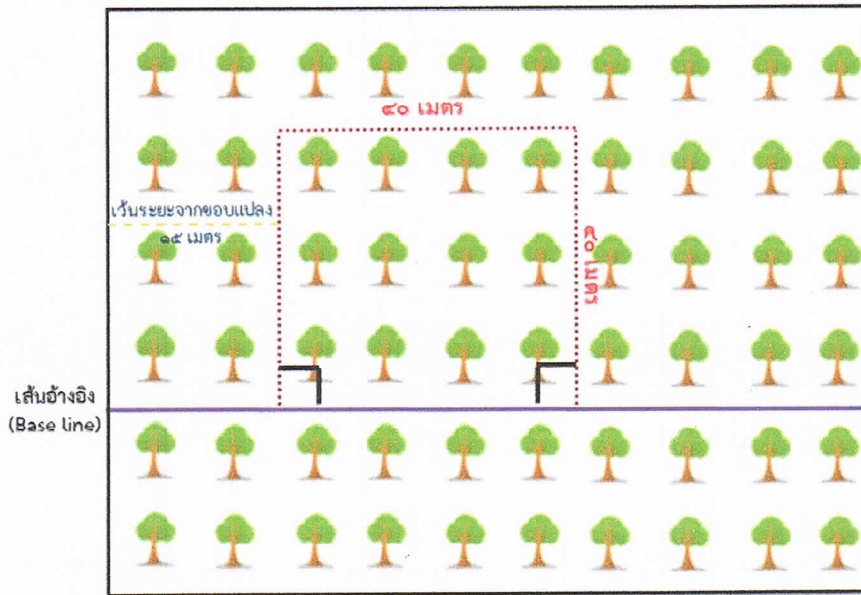 ๔๐ เมตร
เว้นระยะจากขอบแปลง
๑๕ เมตร
๔๐ เมตร
เส้นอ้างอิง
(Base line)